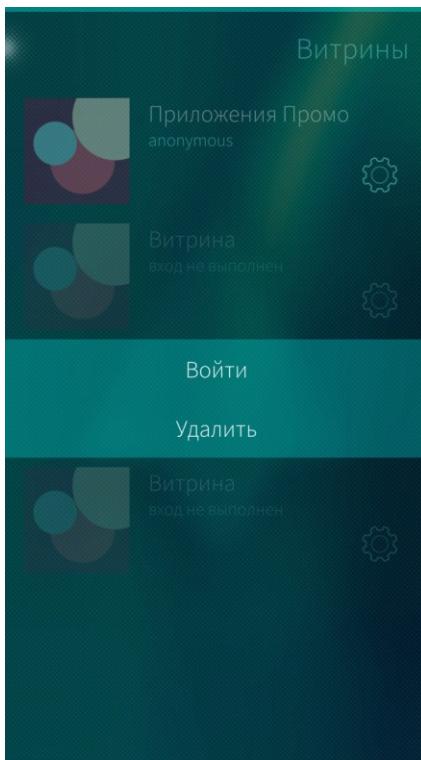 Витрины
Приложения Промо
anonymous
Витрина
вход не выполнен
Войти
Удалить
Витрина
вход не выполнен